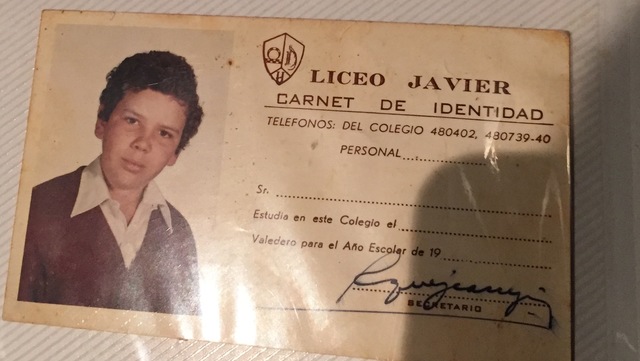 LICEO JAVIER
CARNET DE IDENTIDAD
TELEFONOS: DEL COLEGIO 480402, 480739-40
PERSONAL
Sr.
Estudia en este Colegio el
Valedero para el Año Escolar de 19
SECRETARIO